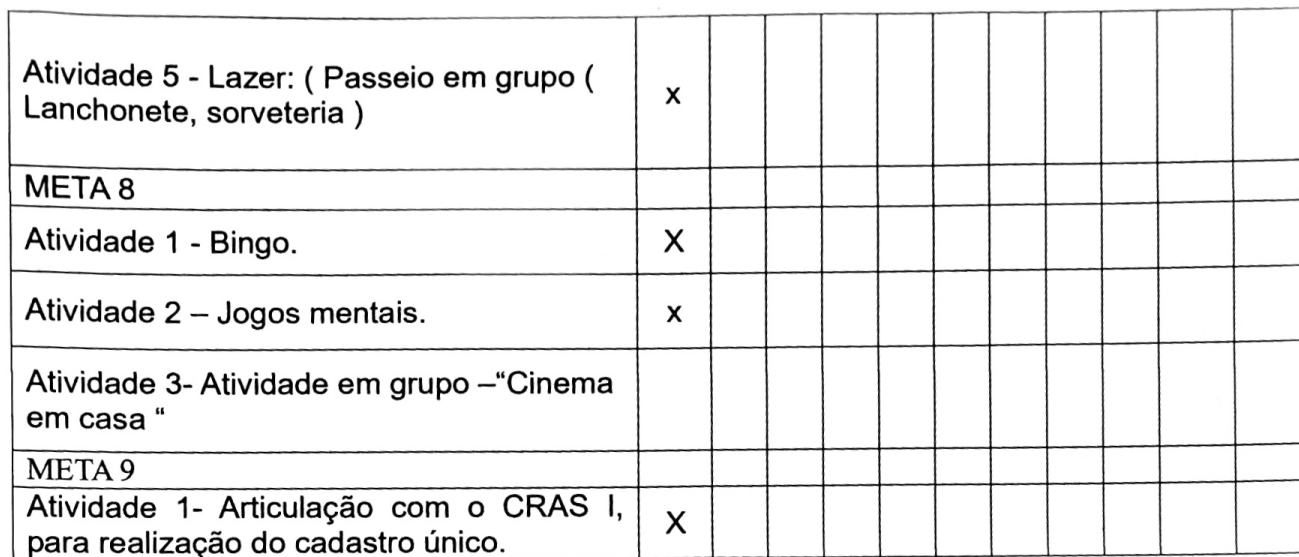 Atividade 5 - Lazer: ( Passeio em grupo (
Lanchonete, sorveteria )
x
META 8
Atividade 1 - Bingo.
X
Atividade 2 – Jogos mentais.
x
Atividade 3- Atividade em grupo –“Cinema
em casa “
META 9
Atividade 1- Articulação com o CRAS I,
para realização do cadastro único.
X